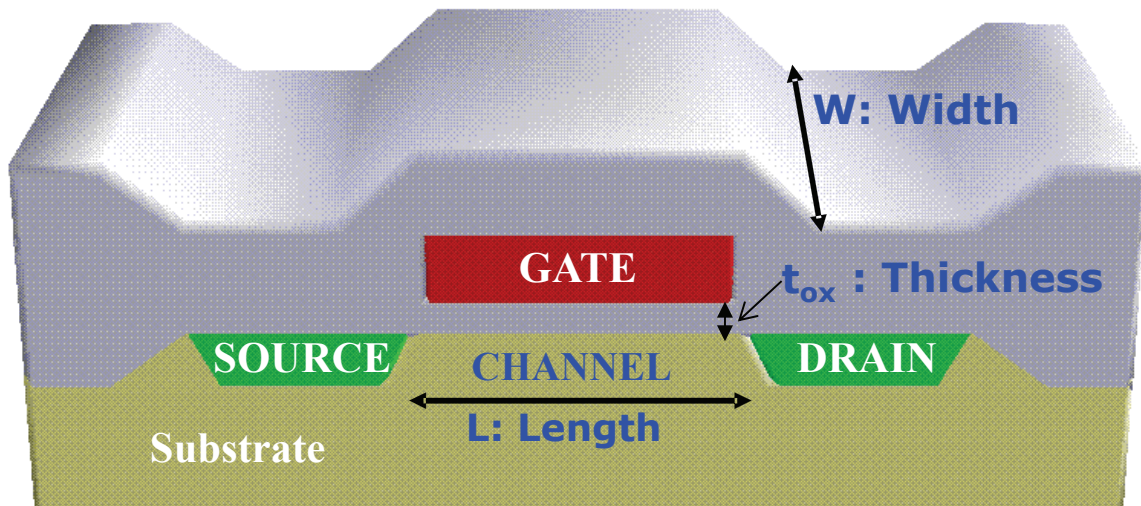 W: Width
GATE
tox : Thickness
SOURCE
CHANNEL
DRAIN
L: Length
Substrate